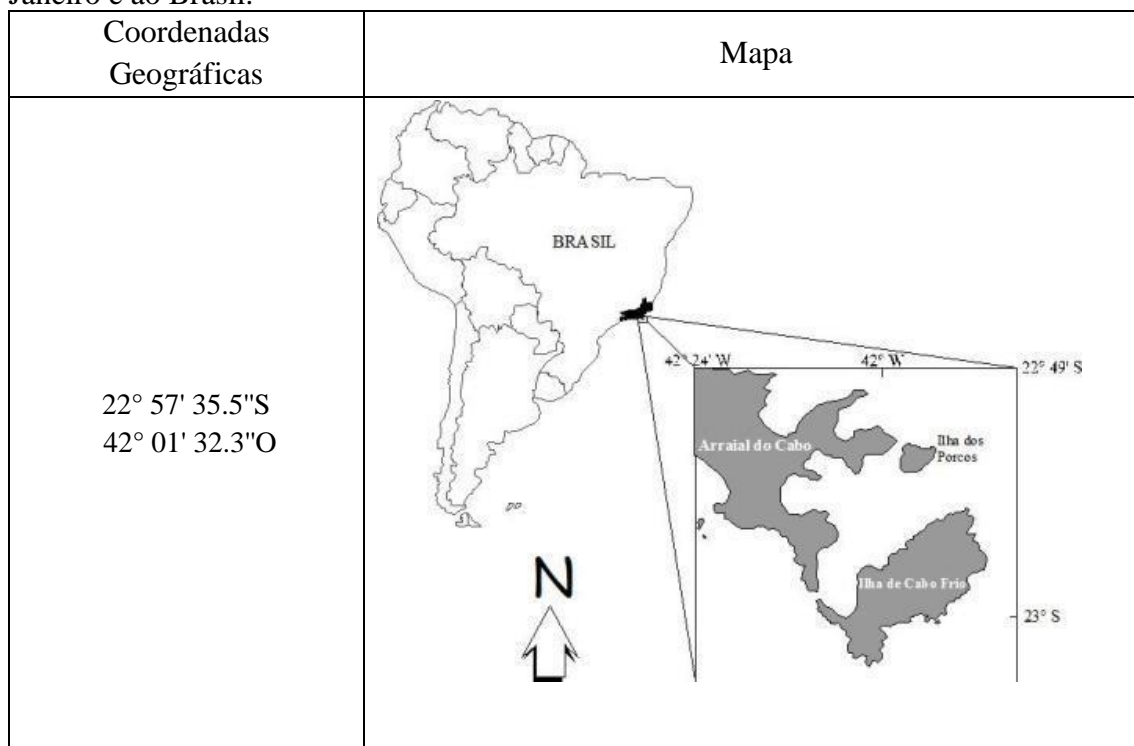 Janeiro e ao Brasil.
Coordenadas
Geográficas
Mapa
22° 57' 35.5"S
42° 01' 32.3"O
BRASIL
42° 24' W
42° W
22° 49' S
Arraial do Cabo
Ilha dos
Porcos
Ilha de Cabo Frio
23° S
N